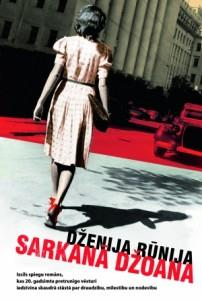 DŽENIJA RŪNIJA
SARKANĀ DŽOANA
Izcils spiegu romāns,
kas 20. gadsimta pretrunīgo vēsturi
iedzīvina skaudrā stāstā par draudzību, mīlestību un nodevību